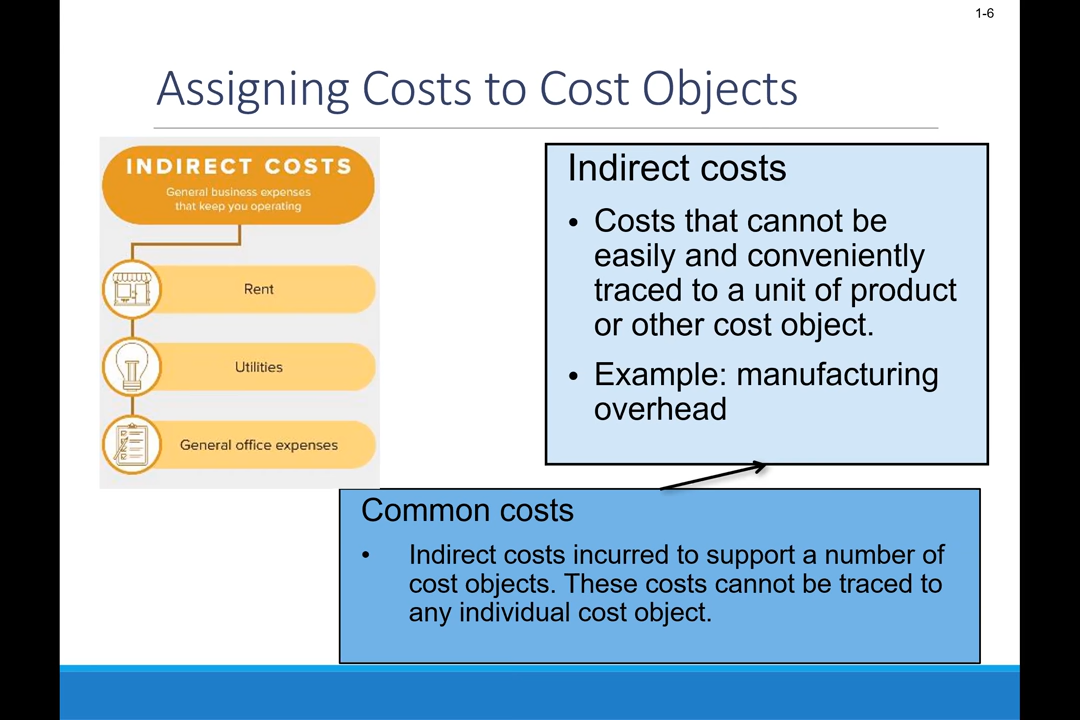 1-6
Assigning Costs to Cost Objects
INDIRECT COSTS
General business expenses
that keep you operating
Rent
Utilities
General office expenses
Indirect costs
• Costs that cannot be
easily and conveniently
traced to a unit of product
or other cost object.
• Example: manufacturing
overhead
Common costs
• Indirect costs incurred to support a number of
cost objects. These costs cannot be traced to
any individual cost object.